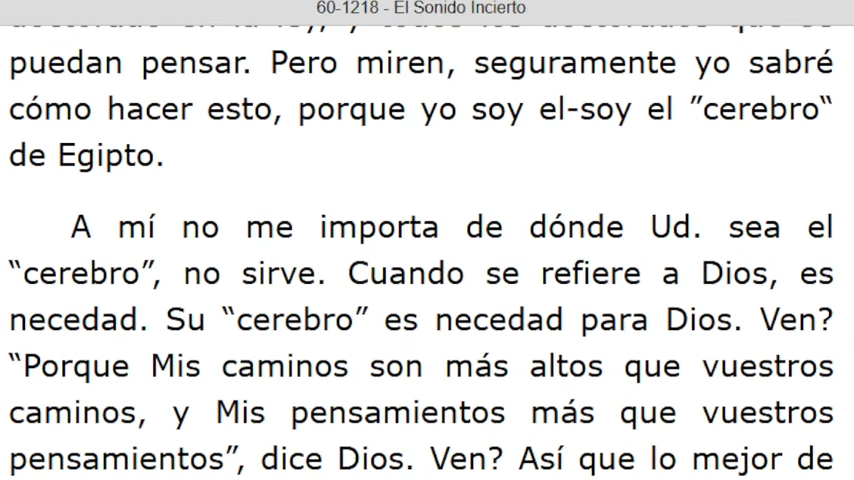 60-1218 - El Sonido Incierto
puedan pensar. Pero miren, seguramente yo sabré
cómo hacer esto, porque yo soy el-soy el ”cerebro“
de Egipto.
A mí no me importa de dónde Ud. sea el
“cerebro”, no sirve. Cuando se refiere a Dios, es
necedad. Su “cerebro” es necedad para Dios. Ven?
“Porque Mis caminos son más altos que vuestros
caminos, y Mis pensamientos más que vuestros
pensamientos”, dice Dios. Ven? Así que lo mejor de